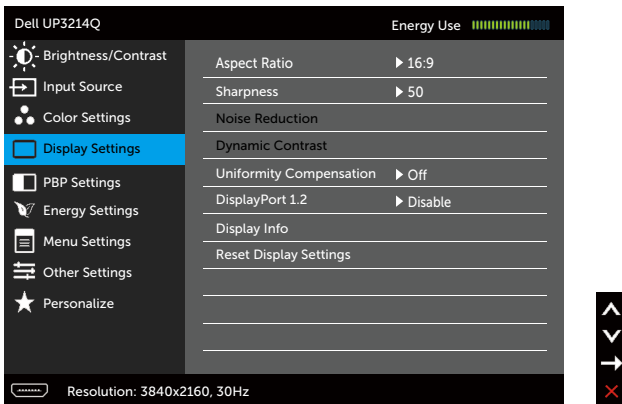 Dell UP3214Q
Energy Use
Brightness/Contrast
Input Source
Color Settings
Display Settings
PBP Settings
Energy Settings
Menu Settings
Other Settings
Personalize
Aspect Ratio 16:9
Sharpness 50
Noise Reduction
Dynamic Contrast
Uniformity Compensation Off
DisplayPort 1.2 Disable
Display Info
Reset Display Settings
Resolution: 3840x2160, 30Hz